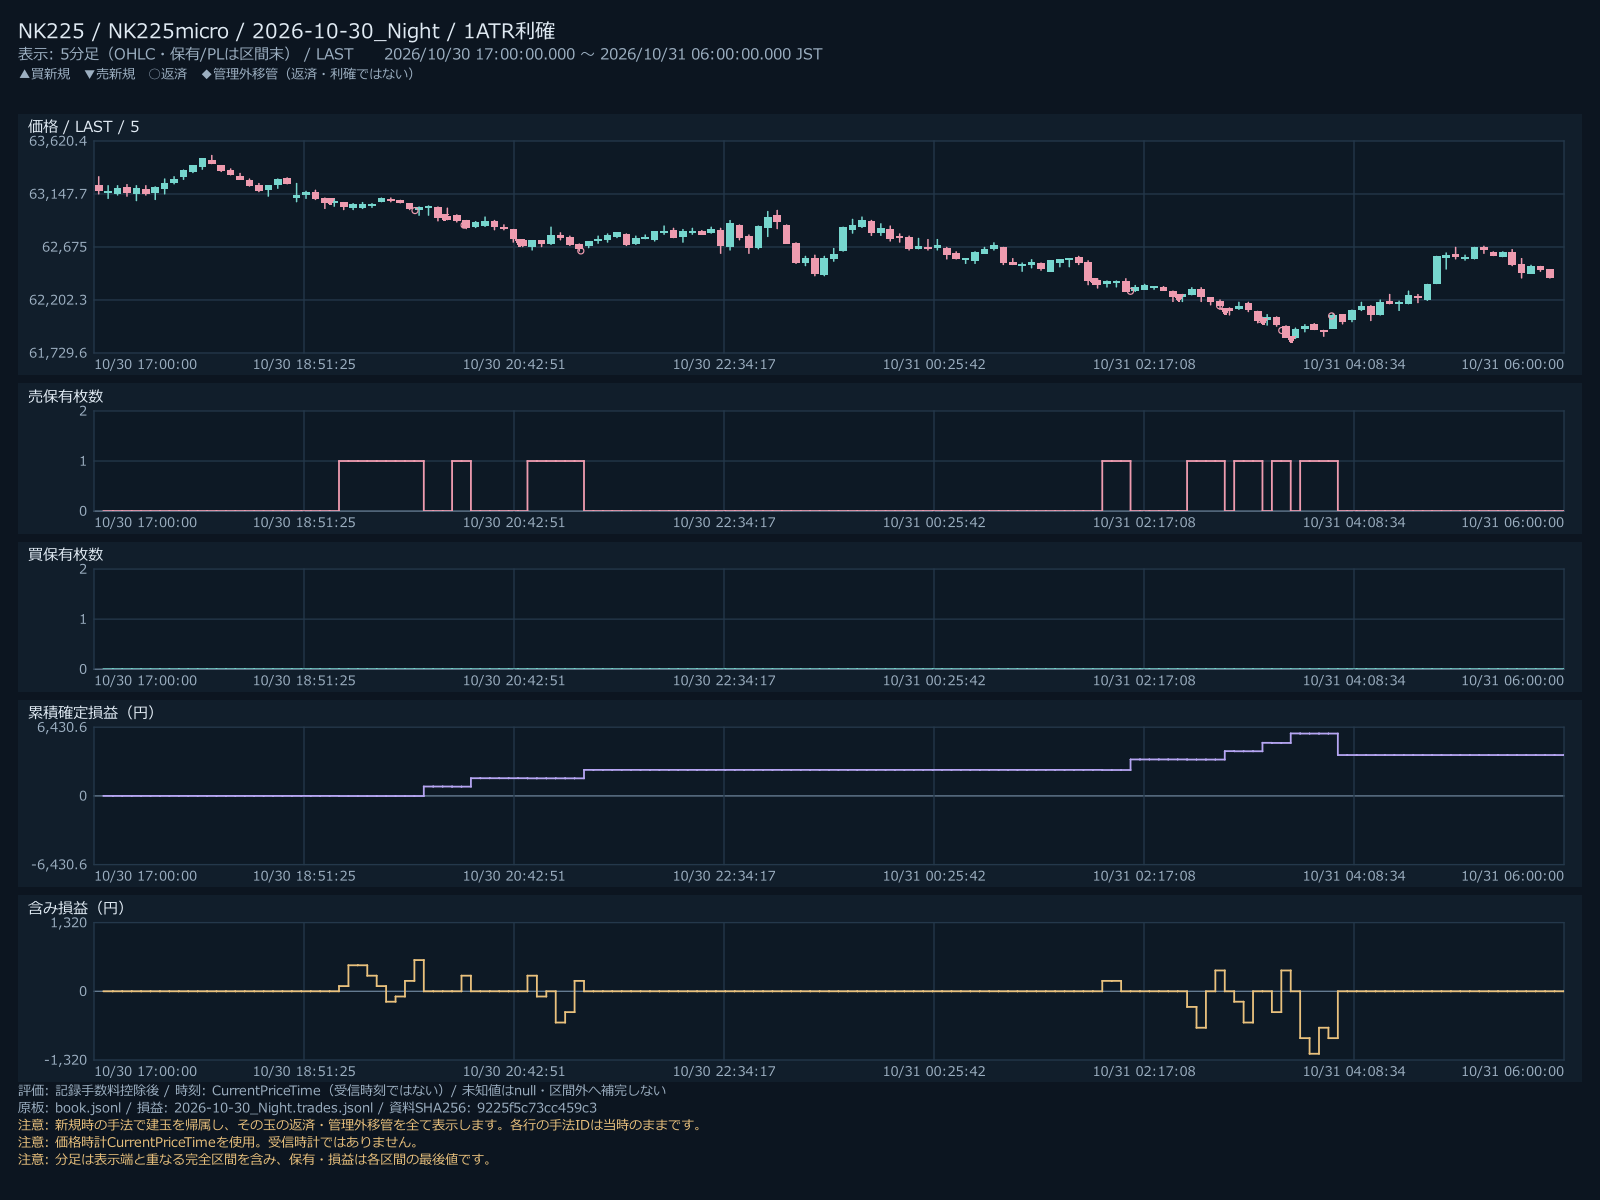 NK225 / NK225micro / 2026-10-30_Night / 1ATR利確
表示: 5分足（OHLC・保有/PLは区間末） / LAST　　2026/10/30 17:00:00.000 ～ 2026/10/31 06:00:00.000 JST
▲買新規　▼売新規　○返済　◆管理外移管（返済・利確ではない）
価格 / LAST / 5
63,620.4
63,147.7
62,675
62,202.3
61,729.6
10/30 17:00:00 10/30 18:51:25 10/30 20:42:51 10/30 22:34:17 10/31 00:25:42 10/31 02:17:08 10/31 04:08:34 10/31 06:00:00
売保有枚数
2
1
0
10/30 17:00:00 10/30 18:51:25 10/30 20:42:51 10/30 22:34:17 10/31 00:25:42 10/31 02:17:08 10/31 04:08:34 10/31 06:00:00
買保有枚数
2
1
0
10/30 17:00:00 10/30 18:51:25 10/30 20:42:51 10/30 22:34:17 10/31 00:25:42 10/31 02:17:08 10/31 04:08:34 10/31 06:00:00
累積確定損益（円）
6,430.6
0
-6,430.6
10/30 17:00:00 10/30 18:51:25 10/30 20:42:51 10/30 22:34:17 10/31 00:25:42 10/31 02:17:08 10/31 04:08:34 10/31 06:00:00
含み損益（円）
1,320
0
-1,320
10/30 17:00:00 10/30 18:51:25 10/30 20:42:51 10/30 22:34:17 10/31 00:25:42 10/31 02:17:08 10/31 04:08:34 10/31 06:00:00
評価: 記録手数料控除後 / 時刻: CurrentPriceTime（受信時刻ではない）/ 未知値はnull・区間外へ補完しない
原板: book.jsonl / 損益: 2026-10-30_Night.trades.jsonl / 資料SHA256: 9225f5c73cc459c3
注意: 新規時の手法で建玉を帰属し、その玉の返済・管理外移管を全て表示します。各行の手法IDは当時のままです。
注意: 価格時計CurrentPriceTimeを使用。受信時計ではありません。
注意: 分足は表示端と重なる完全区間を含み、保有・損益は各区間の最後値です。